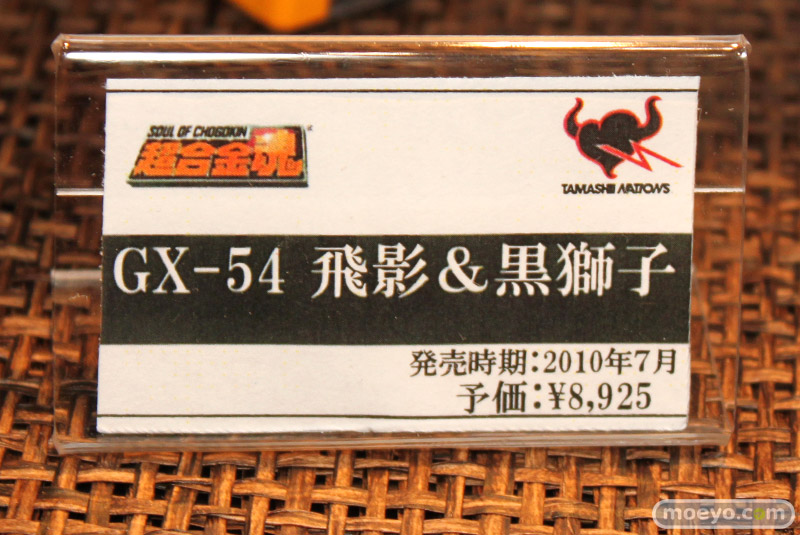 SOUL OF CHOGOKIN
超合金魂
TAMASHII NATIONS
GX-54 飛影&黒獅子
発売時期:2010年7月
予価:¥8,925
moeyo.com